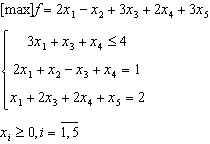 [max]f = 2x₁ − x₂ + 3x₃ + 2x₄ + 3x₅
3x₁ + x₃ + x₄ ≤ 4
2x₁ + x₂ − x₃ + x₄ = 1
x₁ + 2x₃ + 2x₄ + x₅ = 2
xᵢ ≥ 0, i = 1̅,̅5̅